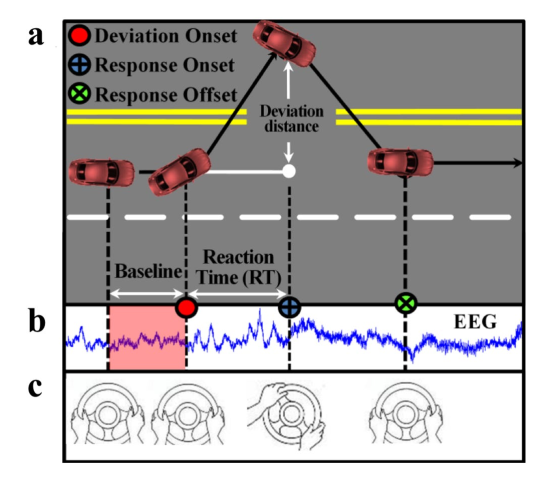 a
Deviation Onset
Response Onset
Response Offset
Deviation
distance
Baseline
Reaction
Time (RT)
b
EEG
c